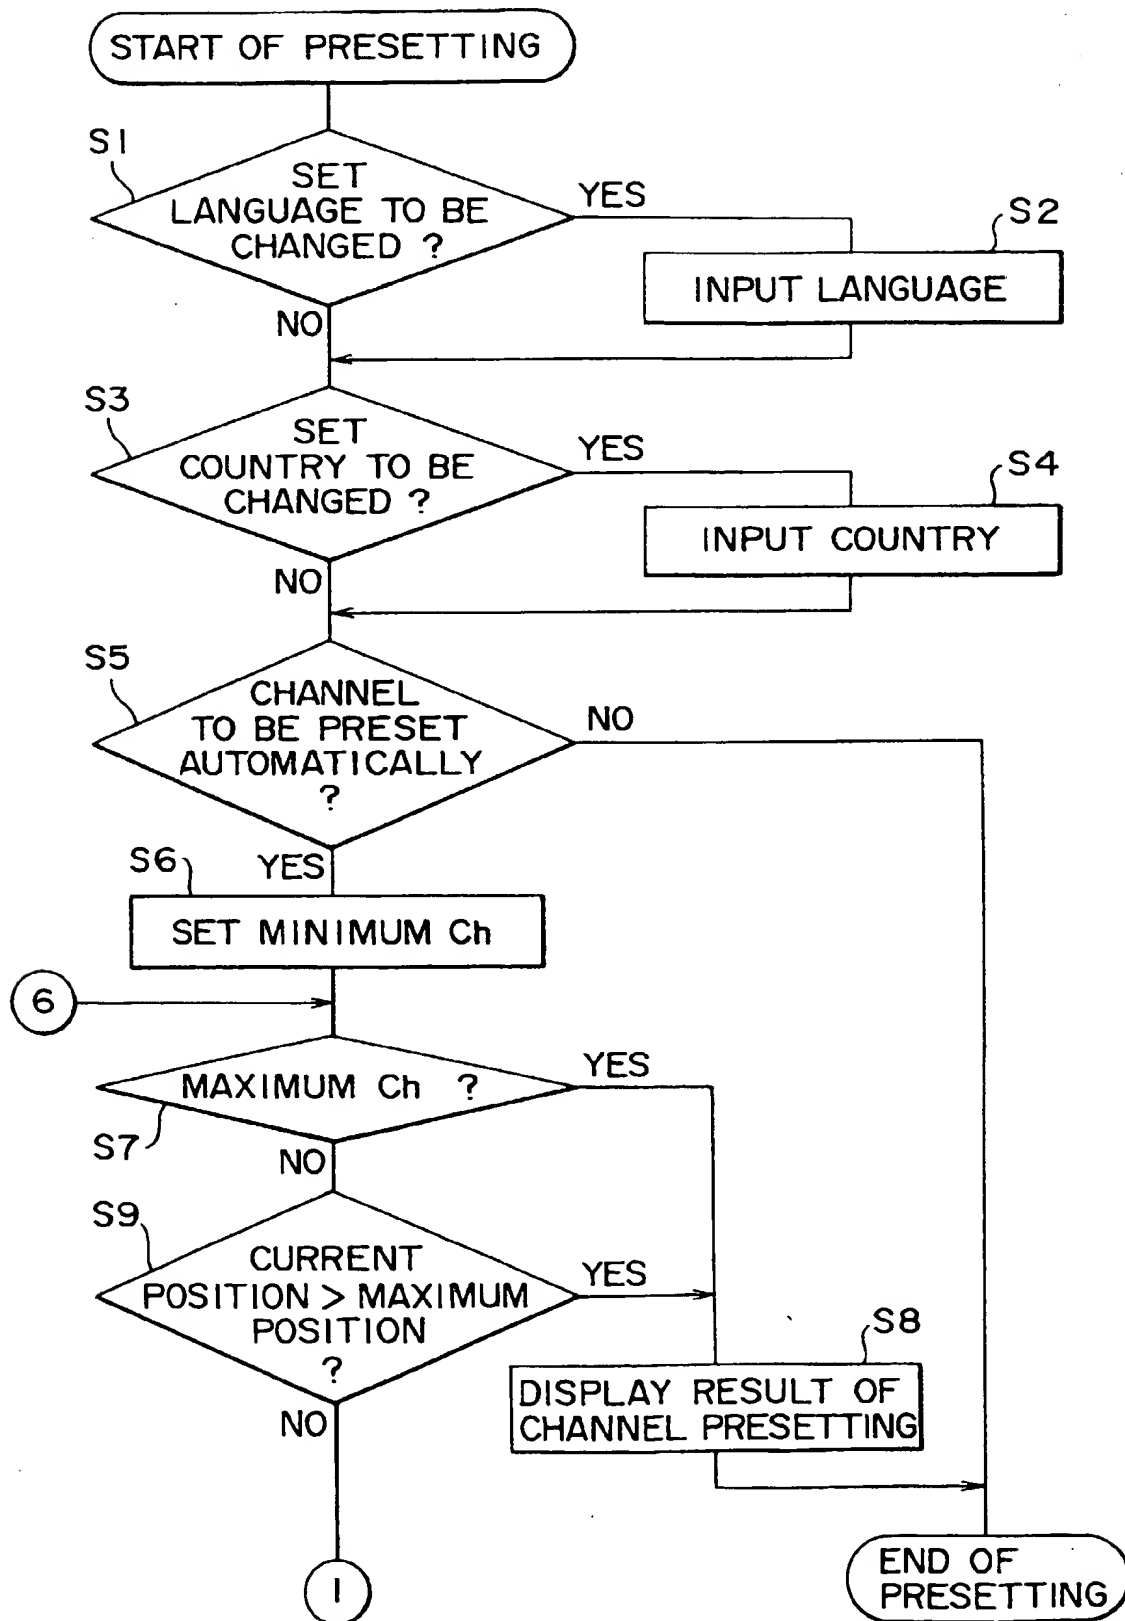 START OF PRESETTING
S1
SET
LANGUAGE TO BE
CHANGED ?
YES
S2
INPUT LANGUAGE
NO
S3
SET
COUNTRY TO BE
CHANGED ?
YES
S4
INPUT COUNTRY
NO
S5
CHANNEL
TO BE PRESET
AUTOMATICALLY
?
NO
YES
S6
SET MINIMUM Ch
6
MAXIMUM Ch ?
YES
S7
NO
S9
CURRENT
POSITION > MAXIMUM
POSITION
?
YES
S8
DISPLAY RESULT OF
CHANNEL PRESETTING
NO
1
END OF
PRESETTING